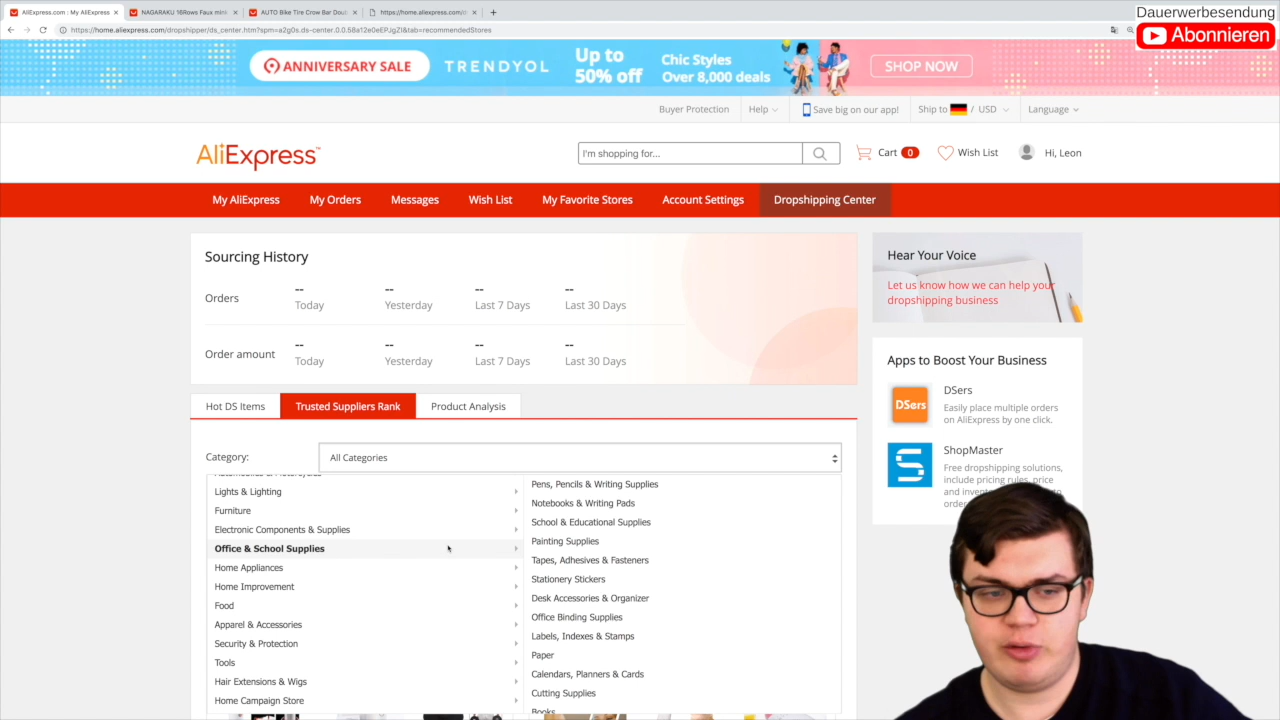 AliExpress.com : My AliExpress
NAGARAKU 16Rows Faux mink
AUTO Bike Tire Crow Bar Doub
https://home.aliexpress.com/d
Dauerwerbesendung
Abonnieren
https://home.aliexpress.com/dropshipper/ds_center.htm?spm=a2g0s.ds-center.0.0.58a12e0eEPJgZI&tab=recommendedStores
ANNIVERSARY SALE
TRENDYOL
Up to
50% off
Chic Styles
Over 8,000 deals
SHOP NOW
Buyer Protection
Help
Save big on our app!
Ship to / USD
Language
AliExpress™
I'm shopping for...
Cart 0
Wish List
Hi, Leon
My AliExpress
My Orders
Messages
Wish List
My Favorite Stores
Account Settings
Dropshipping Center
Sourcing History
Orders
-- -- -- --
Today Yesterday Last 7 Days Last 30 Days
Order amount
-- -- -- --
Today Yesterday Last 7 Days Last 30 Days
Hear Your Voice
Let us know how we can help your
dropshipping business
Apps to Boost Your Business
DSers
DSers
Easily place multiple orders
on AliExpress by one click.
S
ShopMaster
Free dropshipping solutions,
include pricing rules, price
and
Hot DS Items
Trusted Suppliers Rank
Product Analysis
Category:
All Categories
Lights & Lighting
Furniture
Electronic Components & Supplies
Office & School Supplies
Home Appliances
Home Improvement
Food
Apparel & Accessories
Security & Protection
Tools
Hair Extensions & Wigs
Home Campaign Store
Pens, Pencils & Writing Supplies
Notebooks & Writing Pads
School & Educational Supplies
Painting Supplies
Tapes, Adhesives & Fasteners
Stationery Stickers
Desk Accessories & Organizer
Office Binding Supplies
Labels, Indexes & Stamps
Paper
Calendars, Planners & Cards
Cutting Supplies
Books